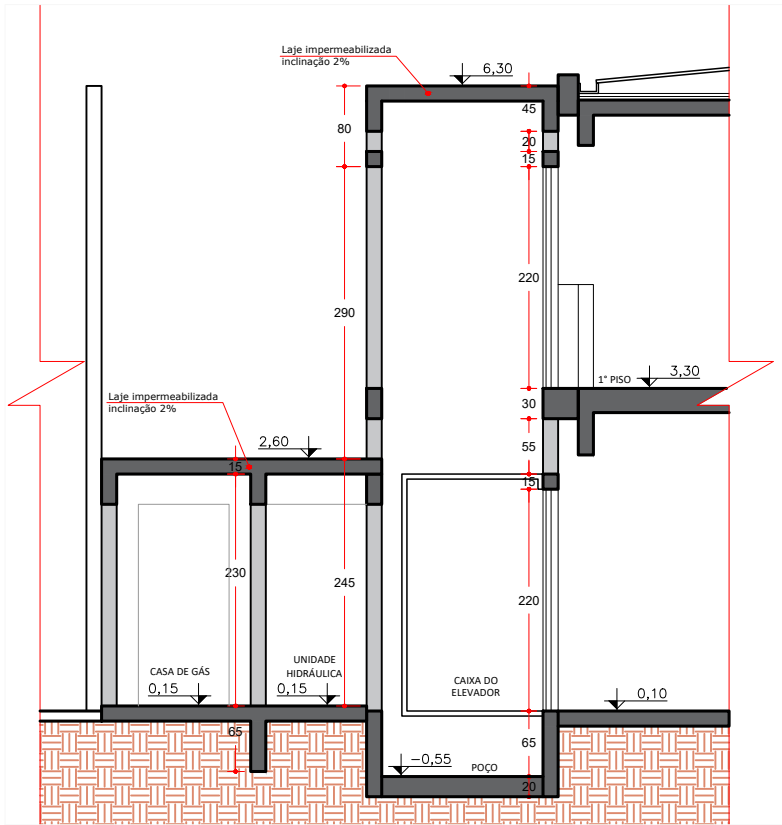 Laje impermeabilizada
inclinação 2%
6,30
45
80
20
15
220
290
1° PISO
3,30
30
Laje impermeabilizada
inclinação 2%
2,60
55
15
15
230
245
220
CASA DE GÁS
0,15
UNIDADE
HIDRÁULICA
0,15
CAIXA DO
ELEVADOR
0,10
65
65
−0,55
POÇO
20